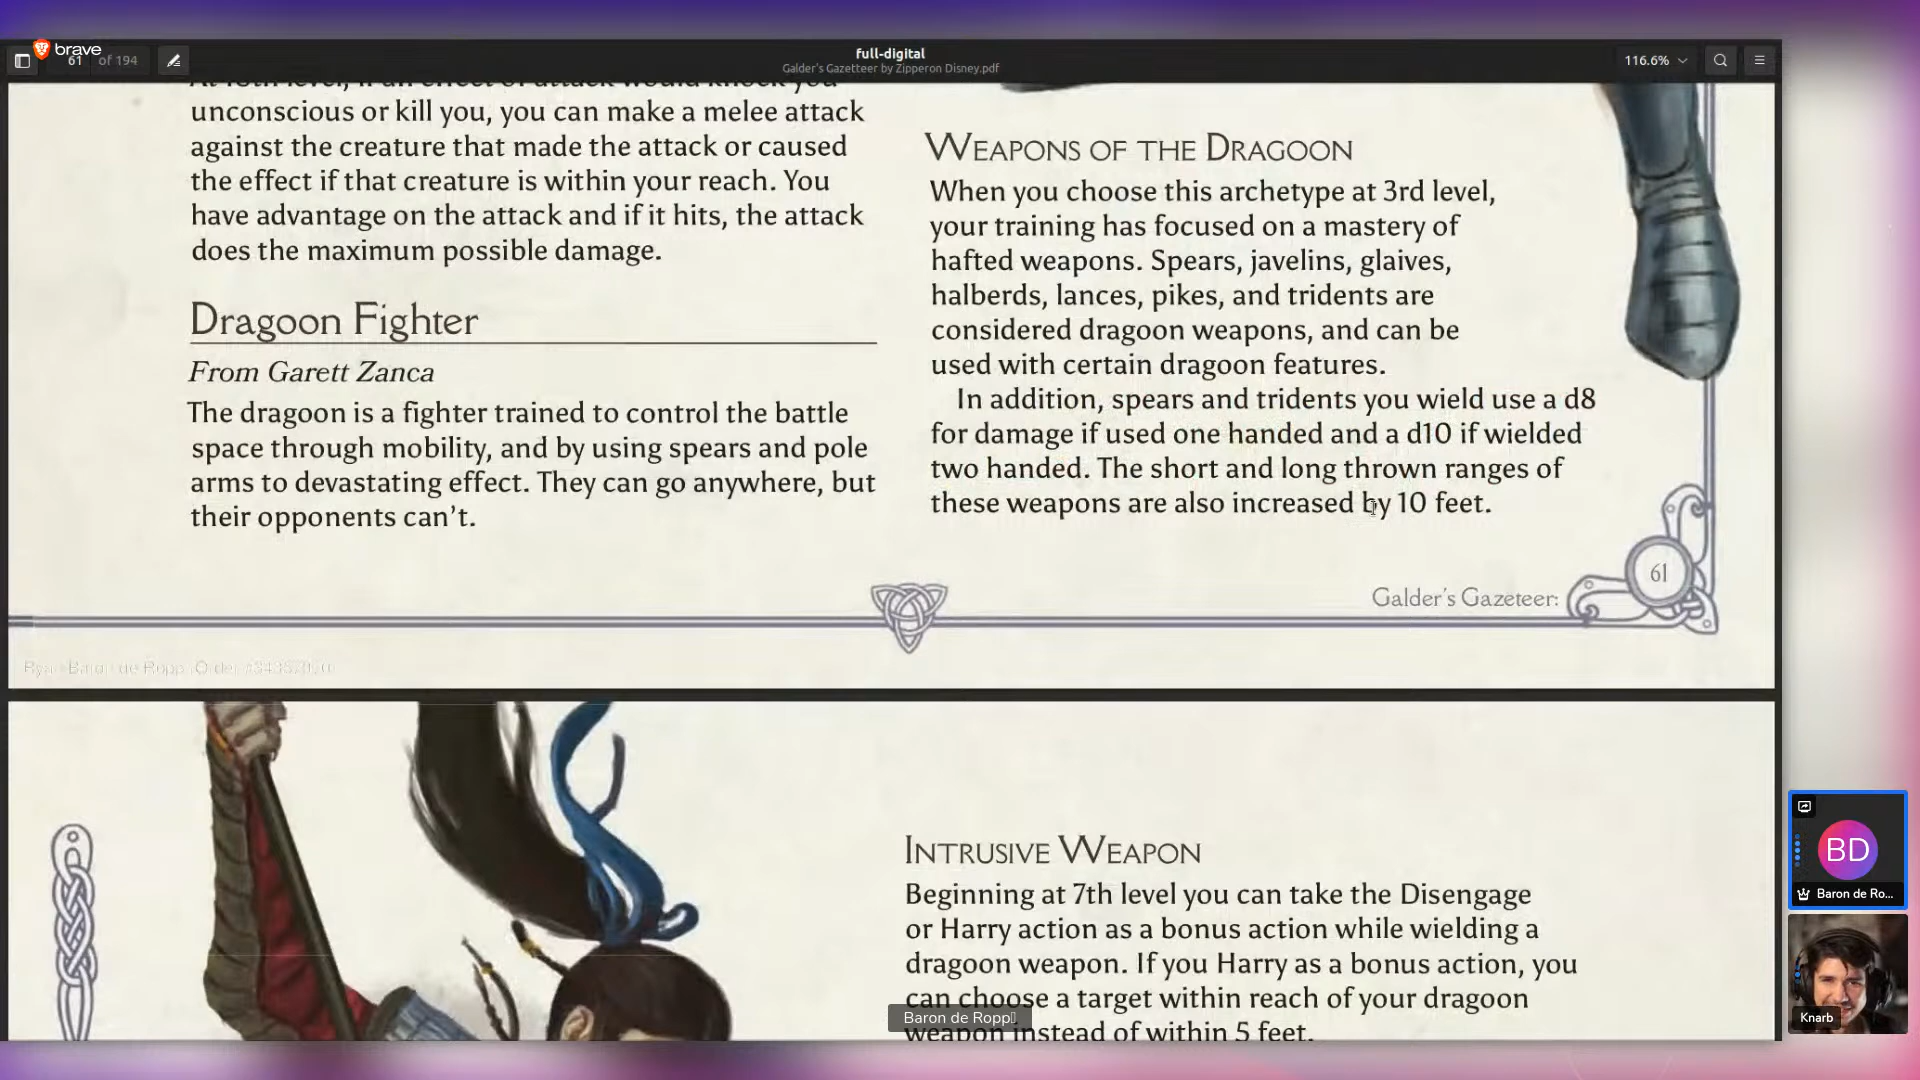 brave
61 of 194
full-digital
Galder's Gazetteer by Zipperon Disney.pdf
116.6%
unconscious or kill you, you can make a melee attack
against the creature that made the attack or caused
the effect if that creature is within your reach. You
have advantage on the attack and if it hits, the attack
does the maximum possible damage.
Dragoon Fighter
From Garett Zanca
The dragoon is a fighter trained to control the battle
space through mobility, and by using spears and pole
arms to devastating effect. They can go anywhere, but
their opponents can't.
WEAPONS OF THE DRAGOON
When you choose this archetype at 3rd level,
your training has focused on a mastery of
hafted weapons. Spears, javelins, glaives,
halberds, lances, pikes, and tridents are
considered dragoon weapons, and can be
used with certain dragoon features.
In addition, spears and tridents you wield use a d8
for damage if used one handed and a d10 if wielded
two handed. The short and long thrown ranges of
these weapons are also increased by 10 feet.
Galder's Gazeteer:
61
INTRUSIVE WEAPON
Beginning at 7th level you can take the Disengage
or Harry action as a bonus action while wielding a
dragoon weapon. If you Harry as a bonus action, you
can choose a target within reach of your dragoon
weapon instead of within 5 feet.
Baron de Ropp
BD
Baron de Ro...
Knarb